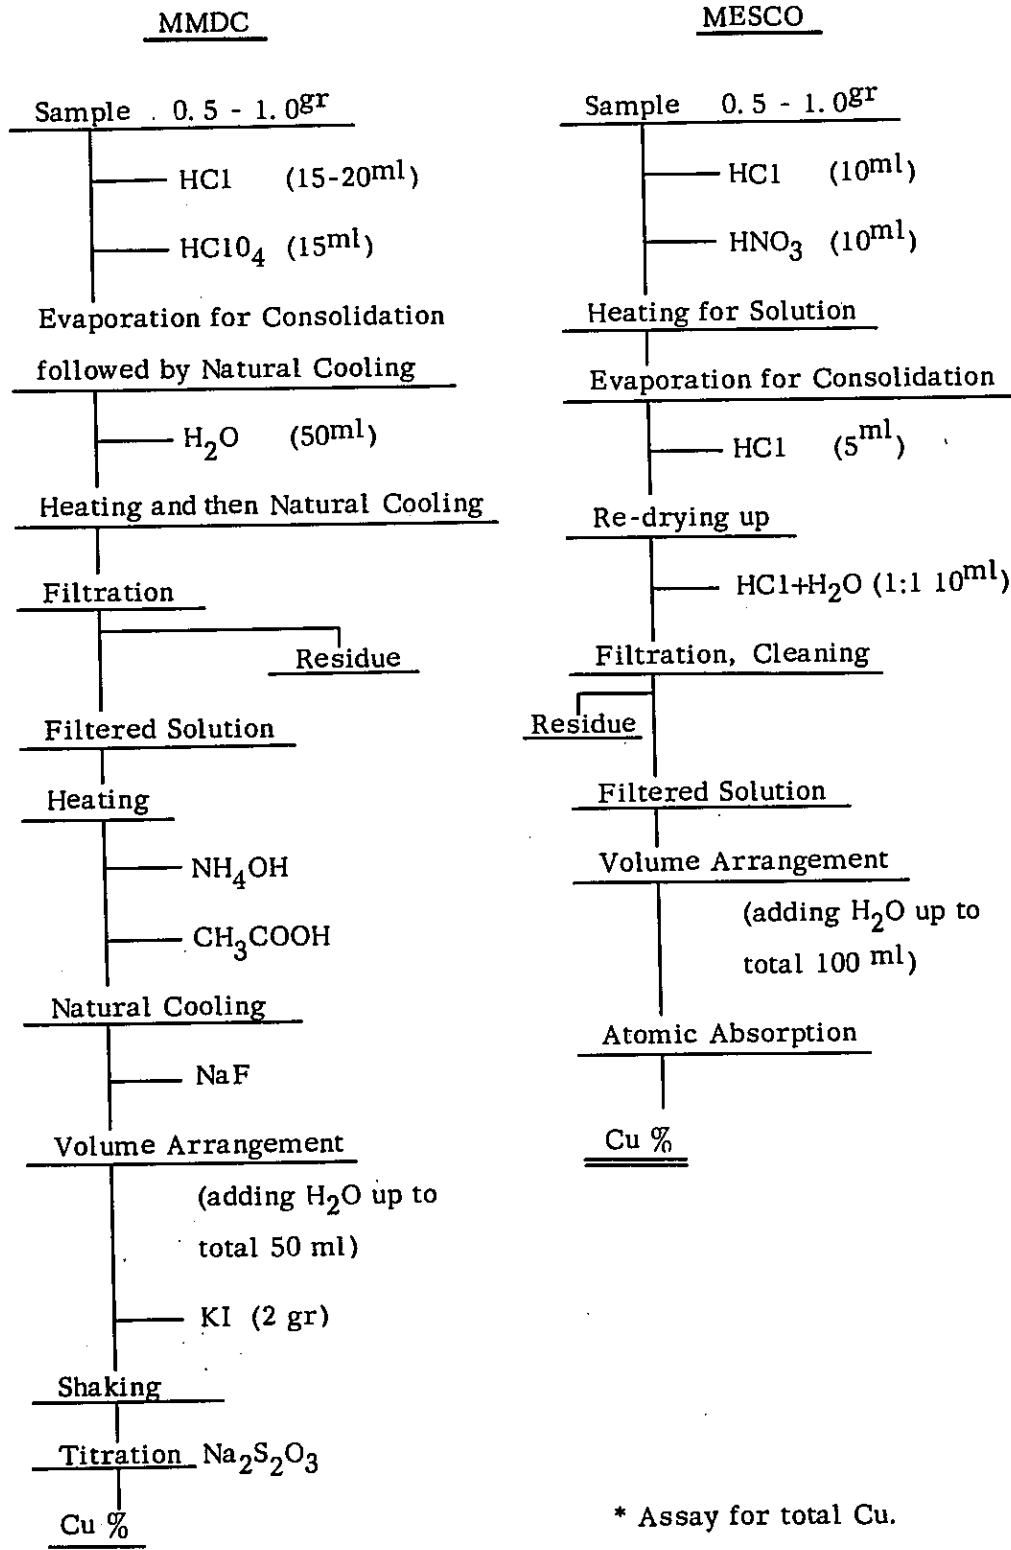 MMDC
Sample . 0.5 - 1.0gr
HCl (15-20ml)
HClO4 (15ml)
Evaporation for Consolidation
followed by Natural Cooling
H2O (50ml)
Heating and then Natural Cooling
Filtration
Residue
Filtered Solution
Heating
NH4OH
CH3COOH
Natural Cooling
NaF
Volume Arrangement
(adding H2O up to
total 50 ml)
KI (2 gr)
Shaking
Titration Na2S2O3
Cu %
MESCO
Sample 0.5 - 1.0gr
HCl (10ml)
HNO3 (10ml)
Heating for Solution
Evaporation for Consolidation
HCl (5ml)
Re-drying up
HCl+H2O (1:1 10ml)
Filtration, Cleaning
Residue
Filtered Solution
Volume Arrangement
(adding H2O up to
total 100 ml)
Atomic Absorption
Cu %
* Assay for total Cu.